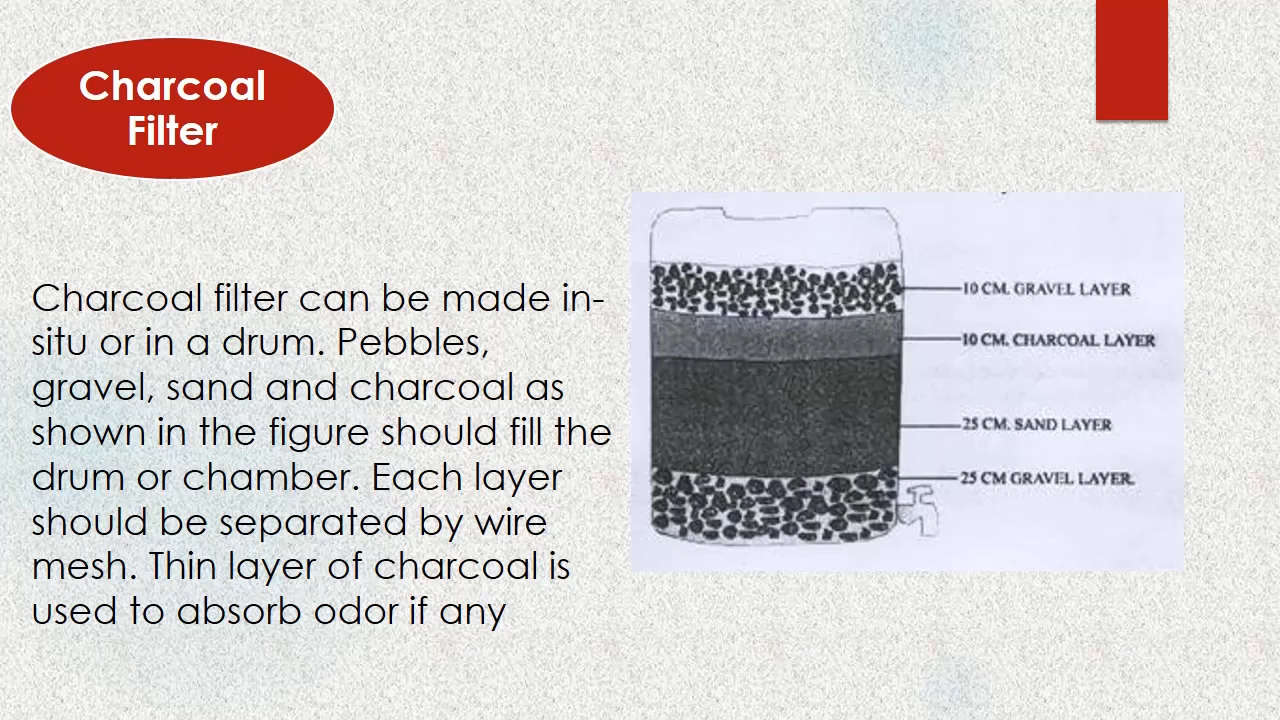 Charcoal
Filter
Charcoal filter can be made in-
situ or in a drum. Pebbles,
gravel, sand and charcoal as
shown in the figure should fill the
drum or chamber. Each layer
should be separated by wire
mesh. Thin layer of charcoal is
used to absorb odor if any
10 CM. GRAVEL LAYER
10 CM. CHARCOAL LAYER
25 CM. SAND LAYER
25 CM GRAVEL LAYER.